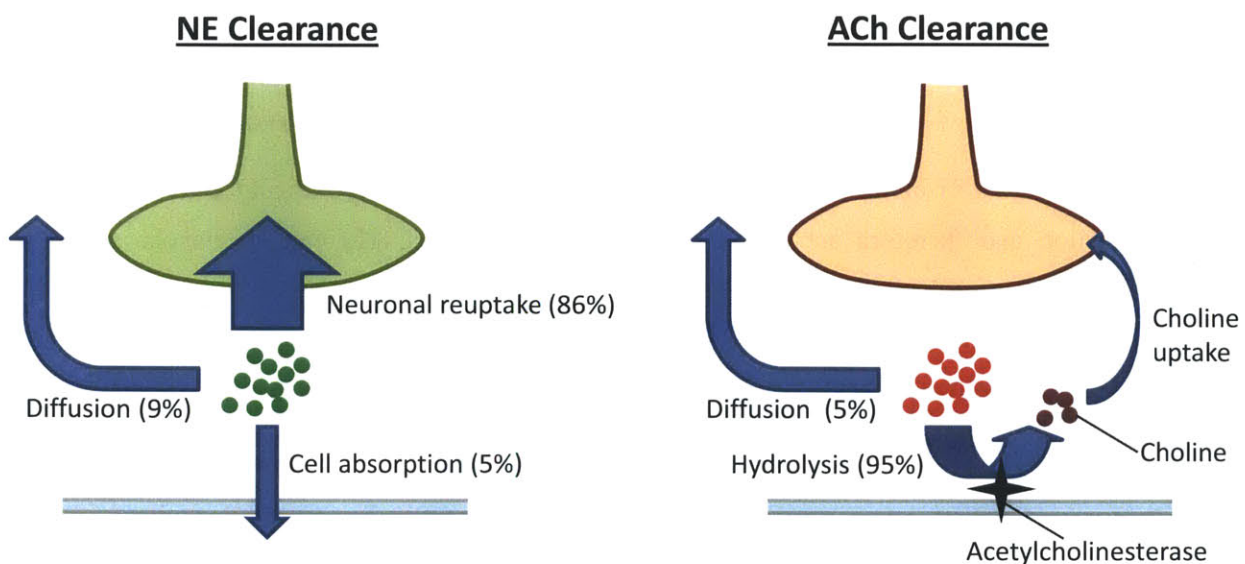 NE Clearance
Neuronal reuptake (86%)
Diffusion (9%)
Cell absorption (5%)
ACh Clearance
Choline
uptake
Diffusion (5%)
Hydrolysis (95%)
Choline
Acetylcholinesterase